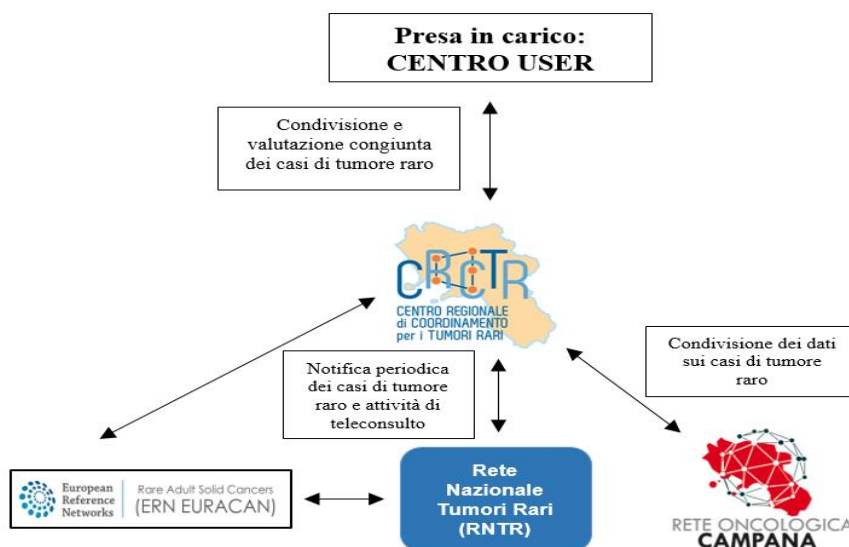 Presa in carico:
CENTRO USER
Condivisione e
valutazione congiunta
dei casi di tumore raro
CRCTR
CENTRO REGIONALE
di COORDINAMENTO
per i TUMORI RARI
Notifica periodica
dei casi di tumore
raro e attività di
teleconsulto
Condivisione dei dati
sui casi di tumore
raro
European
Reference
Networks
Rare Adult Solid Cancers
(ERN EURACAN)
Rete
Nazionale
Tumori Rari
(RNTR)
RETE ONCOLOGICA
CAMPANA